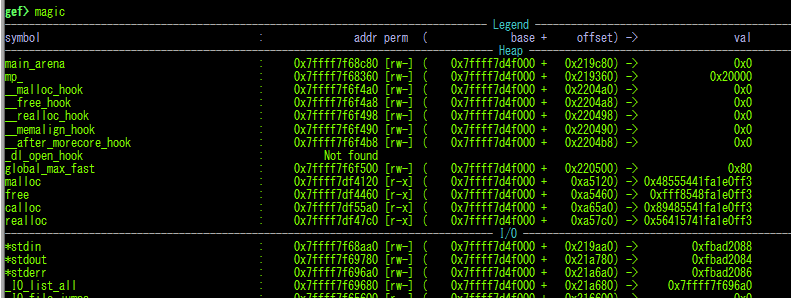 gef> magic
Legend
symbol : addr perm ( base + offset) -> val
Heap
main_arena : 0x7ffff7f68c80 [rw-] ( 0x7ffff7d4f000 + 0x219c80) -> 0x0
mp_ : 0x7ffff7f68360 [rw-] ( 0x7ffff7d4f000 + 0x219360) -> 0x20000
__malloc_hook : 0x7ffff7f6f4a0 [rw-] ( 0x7ffff7d4f000 + 0x2204a0) -> 0x0
__free_hook : 0x7ffff7f6f4a8 [rw-] ( 0x7ffff7d4f000 + 0x2204a8) -> 0x0
__realloc_hook : 0x7ffff7f6f498 [rw-] ( 0x7ffff7d4f000 + 0x220498) -> 0x0
__memalign_hook : 0x7ffff7f6f490 [rw-] ( 0x7ffff7d4f000 + 0x220490) -> 0x0
__after_morecore_hook : 0x7ffff7f6f4b8 [rw-] ( 0x7ffff7d4f000 + 0x2204b8) -> 0x0
_dl_open_hook : Not found
global_max_fast : 0x7ffff7f6f500 [rw-] ( 0x7ffff7d4f000 + 0x220500) -> 0x80
malloc : 0x7ffff7df4120 [r-x] ( 0x7ffff7d4f000 + 0xa5120) -> 0x48555441fa1e0ff3
free : 0x7ffff7df4460 [r-x] ( 0x7ffff7d4f000 + 0xa5460) -> 0xfff8548fa1e0ff3
calloc : 0x7ffff7df55a0 [r-x] ( 0x7ffff7d4f000 + 0xa65a0) -> 0x89485541fa1e0ff3
realloc : 0x7ffff7df47c0 [r-x] ( 0x7ffff7d4f000 + 0xa57c0) -> 0x56415741fa1e0ff3
I/O
*stdin : 0x7ffff7f68aa0 [rw-] ( 0x7ffff7d4f000 + 0x219aa0) -> 0xfbad2088
*stdout : 0x7ffff7f69780 [rw-] ( 0x7ffff7d4f000 + 0x21a780) -> 0xfbad2084
*stderr : 0x7ffff7f696a0 [rw-] ( 0x7ffff7d4f000 + 0x21a6a0) -> 0xfbad2086
_IO_list_all : 0x7ffff7f69680 [rw-] ( 0x7ffff7d4f000 + 0x21a680) -> 0x7ffff7f696a0